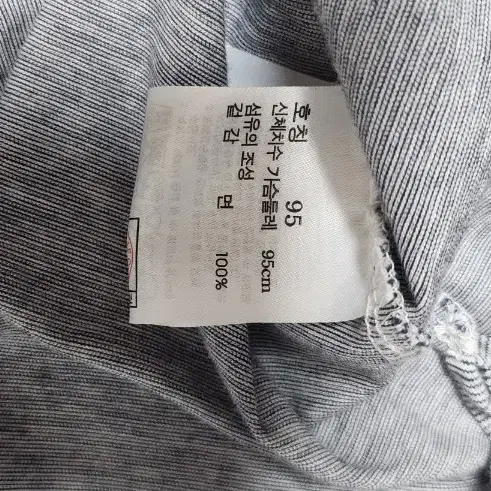 호칭 95
신체치수 가슴둘레 95cm
섬유의 조성
겉감 면 100%